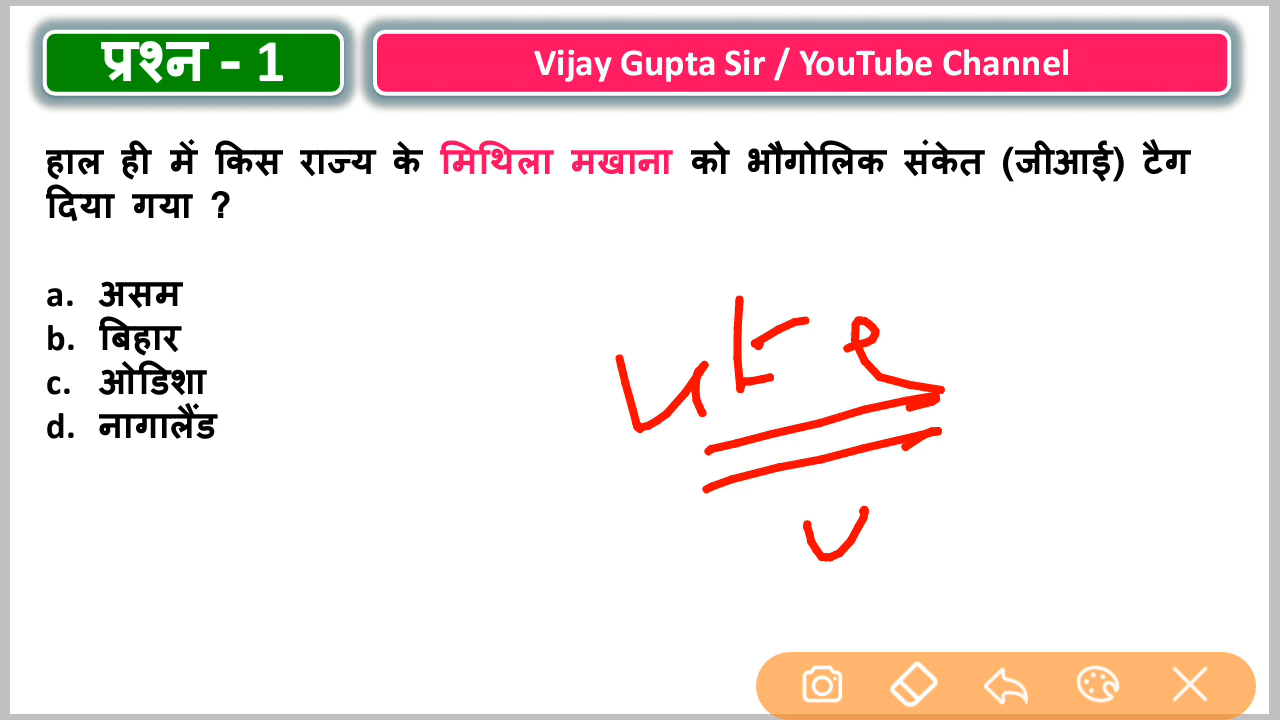 प्रश्न - 1
Vijay Gupta Sir / YouTube Channel
हाल ही में किस राज्य के मिथिला मखाना को भौगोलिक संकेत (जीआई) टैग
दिया गया ?
a. असम
b. बिहार
c. ओडिशा
d. नागालैंड